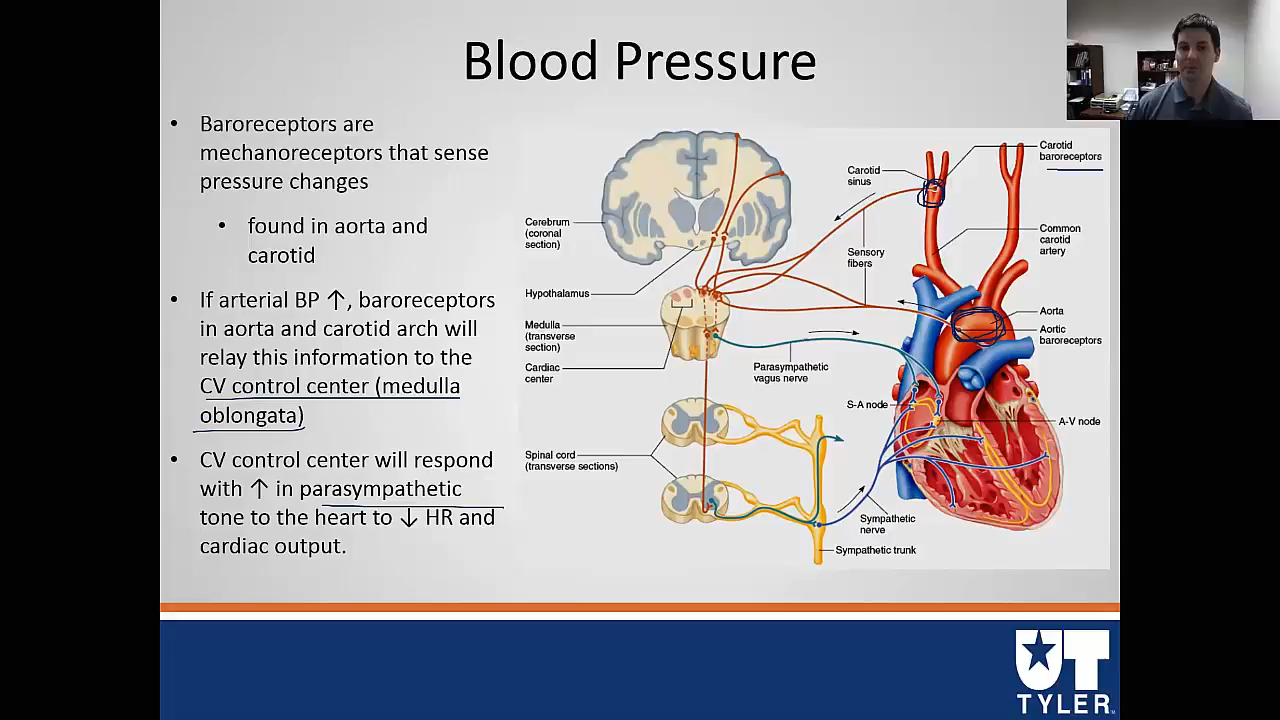 Blood Pressure
• Baroreceptors are
mechanoreceptors that sense
pressure changes
• found in aorta and
carotid
• If arterial BP ↑, baroreceptors
in aorta and carotid arch will
relay this information to the
CV control center (medulla
oblongata)
• CV control center will respond
with ↑ in parasympathetic
tone to the heart to ↓ HR and
cardiac output.
Cerebrum
(coronal
section)
Hypothalamus
Medulla
(transverse
section)
Cardiac
center
Spinal cord
(transverse sections)
Carotid
sinus
Carotid
baroreceptors
Sensory
fibers
Common
carotid
artery
Aorta
Aortic
baroreceptors
Parasympathetic
vagus nerve
S-A node
A-V node
Sympathetic
nerve
Sympathetic trunk
UT
TYLER